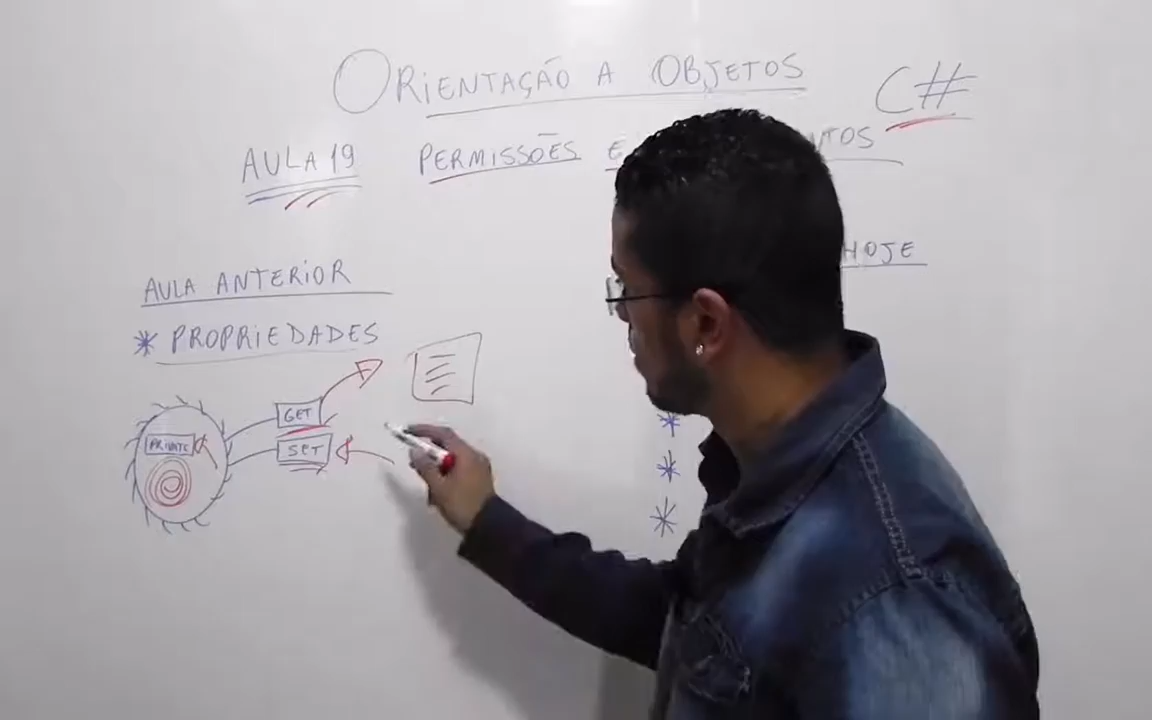 ORIENTAÇÃO A OBJETOS
C#
AULA 19
PERMISSÕES E
HOJE
AULA ANTERIOR
* PROPRIEDADES
GET
PRIVATE
SET
*
*
*